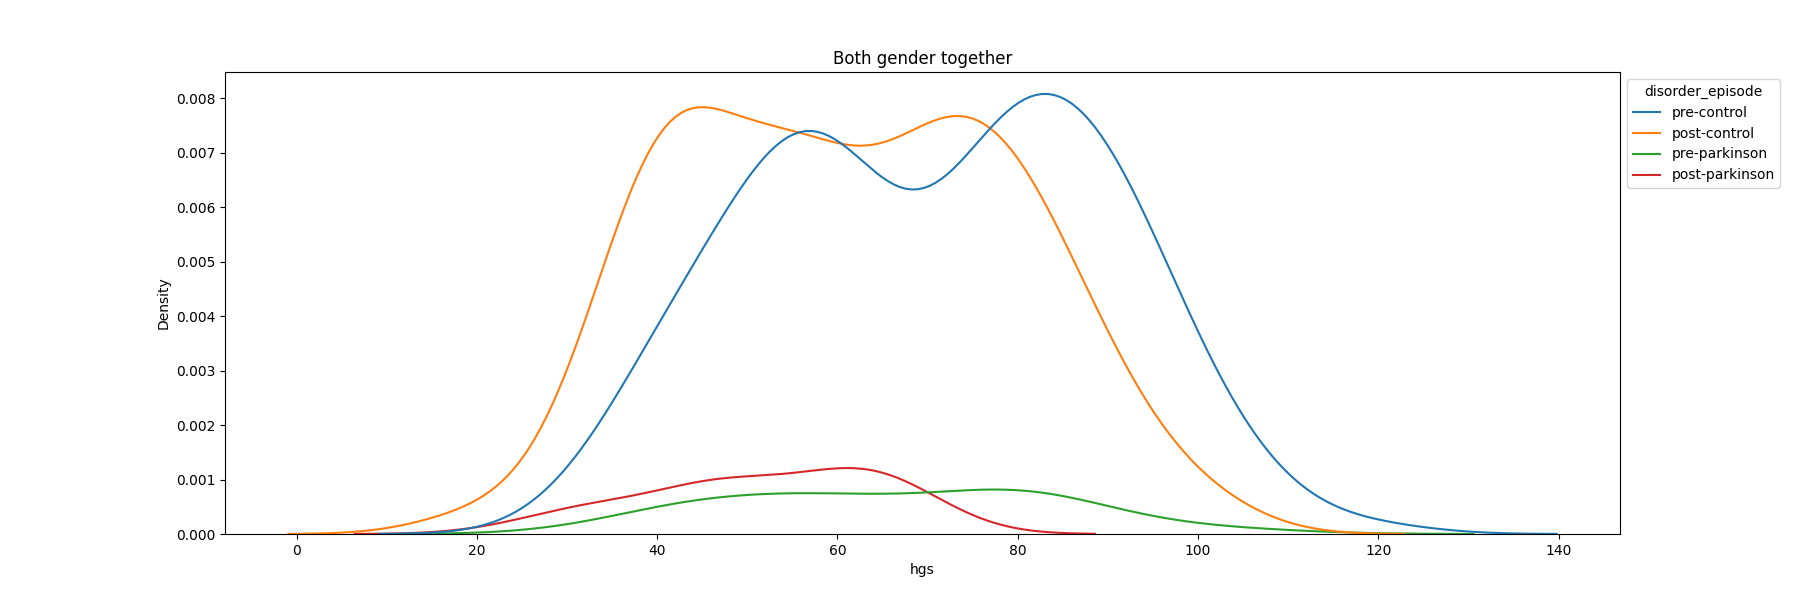 Both gender together
disorder_episode
pre-control
post-control
pre-parkinson
post-parkinson
0.008
0.007
0.006
0.005
0.004
0.003
0.002
0.001
0.000
Density
0 20 40 60 80 100 120 140
hgs